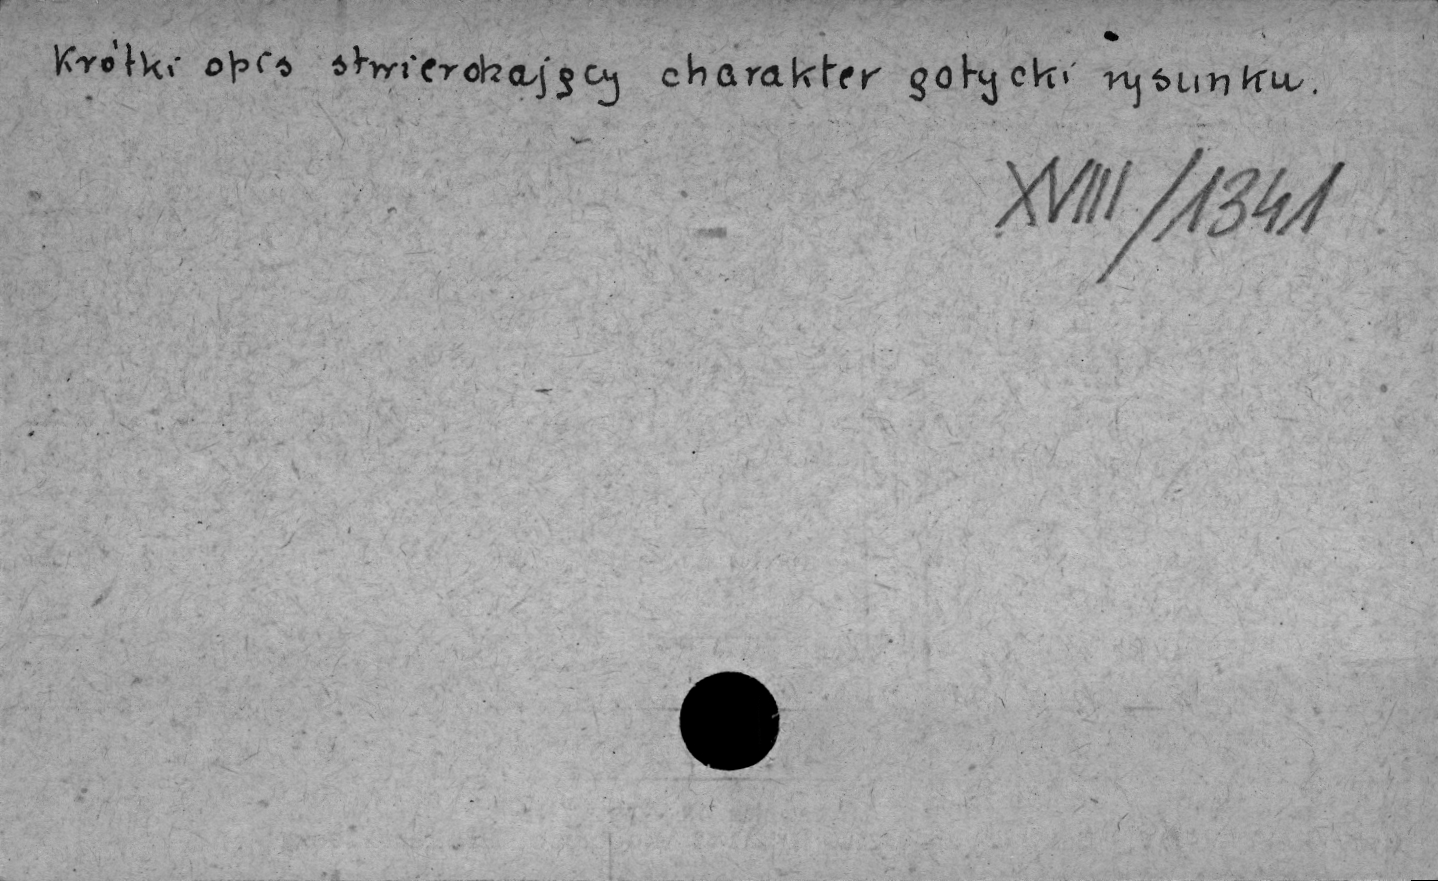 Krótki opis stwierdzający charakter gotycki rysunku.
XVIII/1341